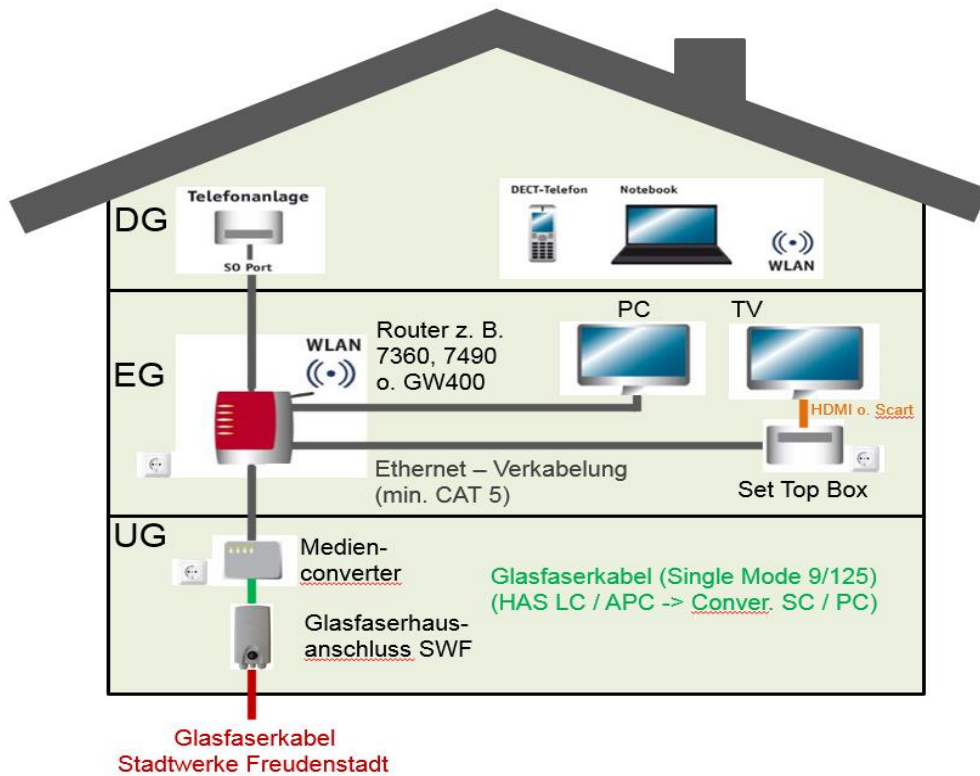 DG
Telefonanlage
SO Port
DECT-Telefon
Notebook
WLAN
EG
WLAN
Router z. B.
7360, 7490
o. GW400
PC
TV
HDMI o. Scart
Ethernet – Verkabelung
(min. CAT 5)
Set Top Box
UG
Medien-
converter
Glasfaserhaus-
anschluss SWF
Glasfaserkabel (Single Mode 9/125)
(HAS LC / APC -> Conver. SC / PC)
Glasfaserkabel
Stadtwerke Freudenstadt